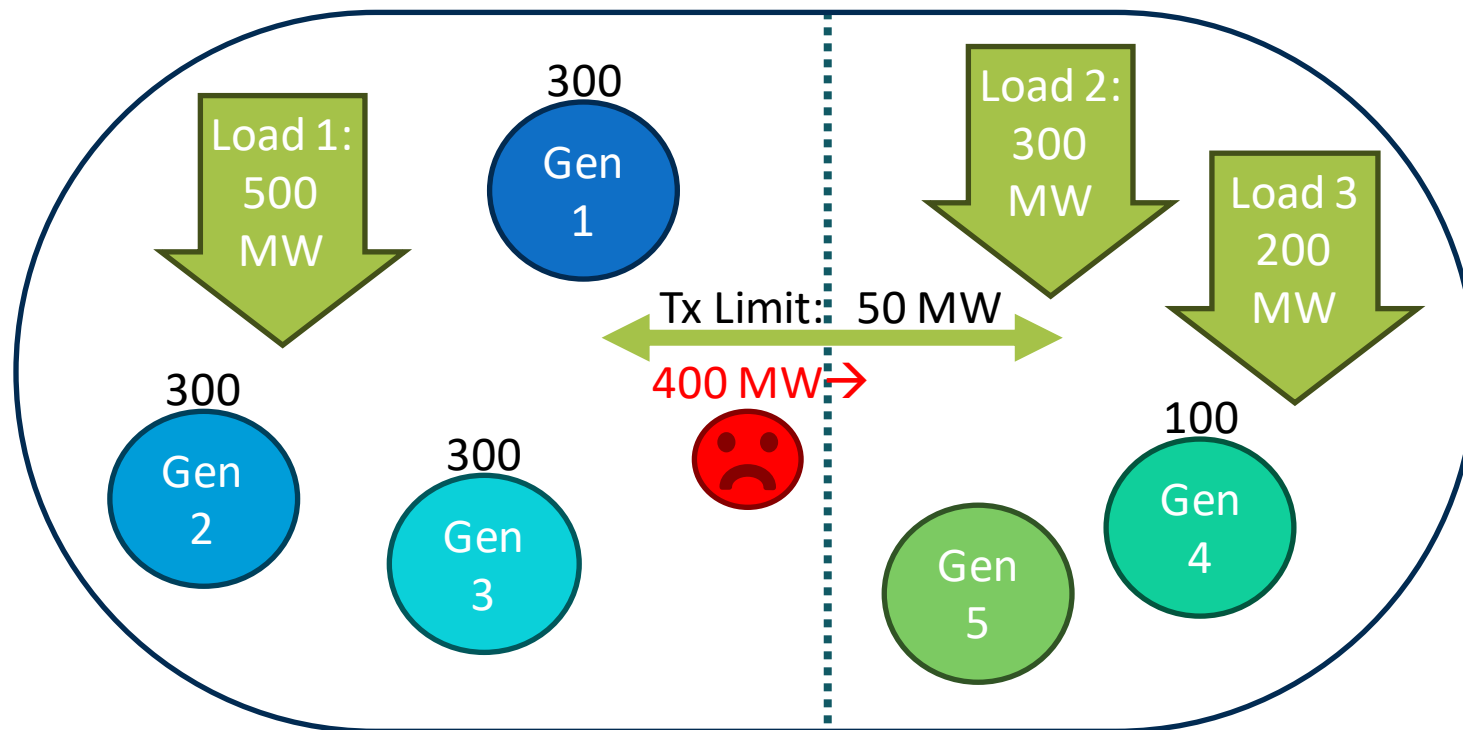 300
Load 1:
500
MW
Gen
1
Load 2:
300
MW
Load 3
200
MW
Tx Limit: 50 MW
400 MW→
300
Gen
2
300
Gen
3
100
Gen
4
Gen
5